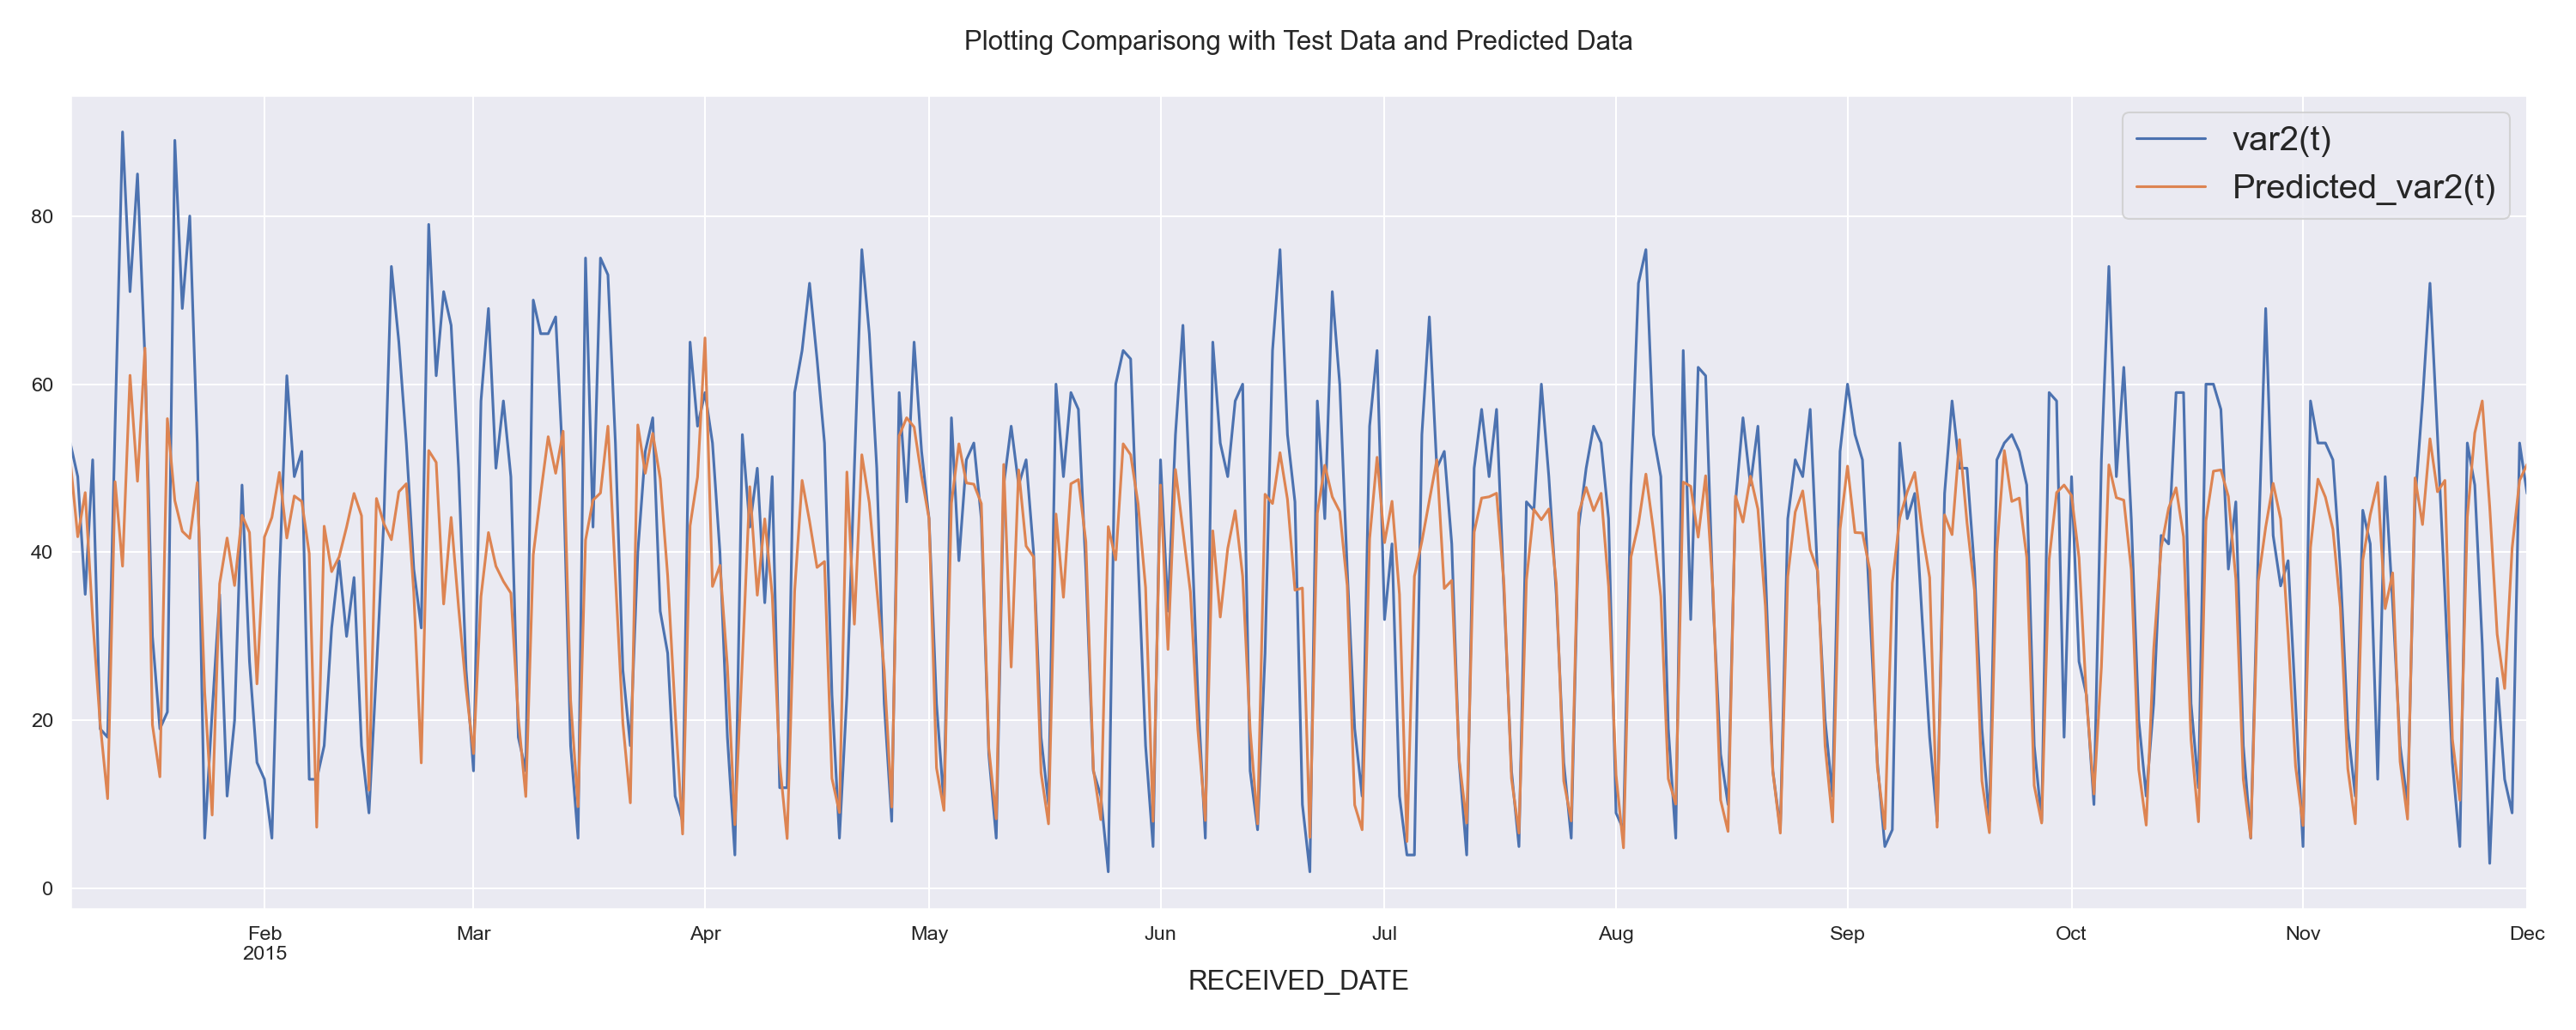 Plotting Comparisong with Test Data and Predicted Data
var2(t)
Predicted_var2(t)
80
60
40
20
0
Feb
2015
Mar
Apr
May
Jun
Jul
Aug
Sep
Oct
Nov
Dec
RECEIVED_DATE